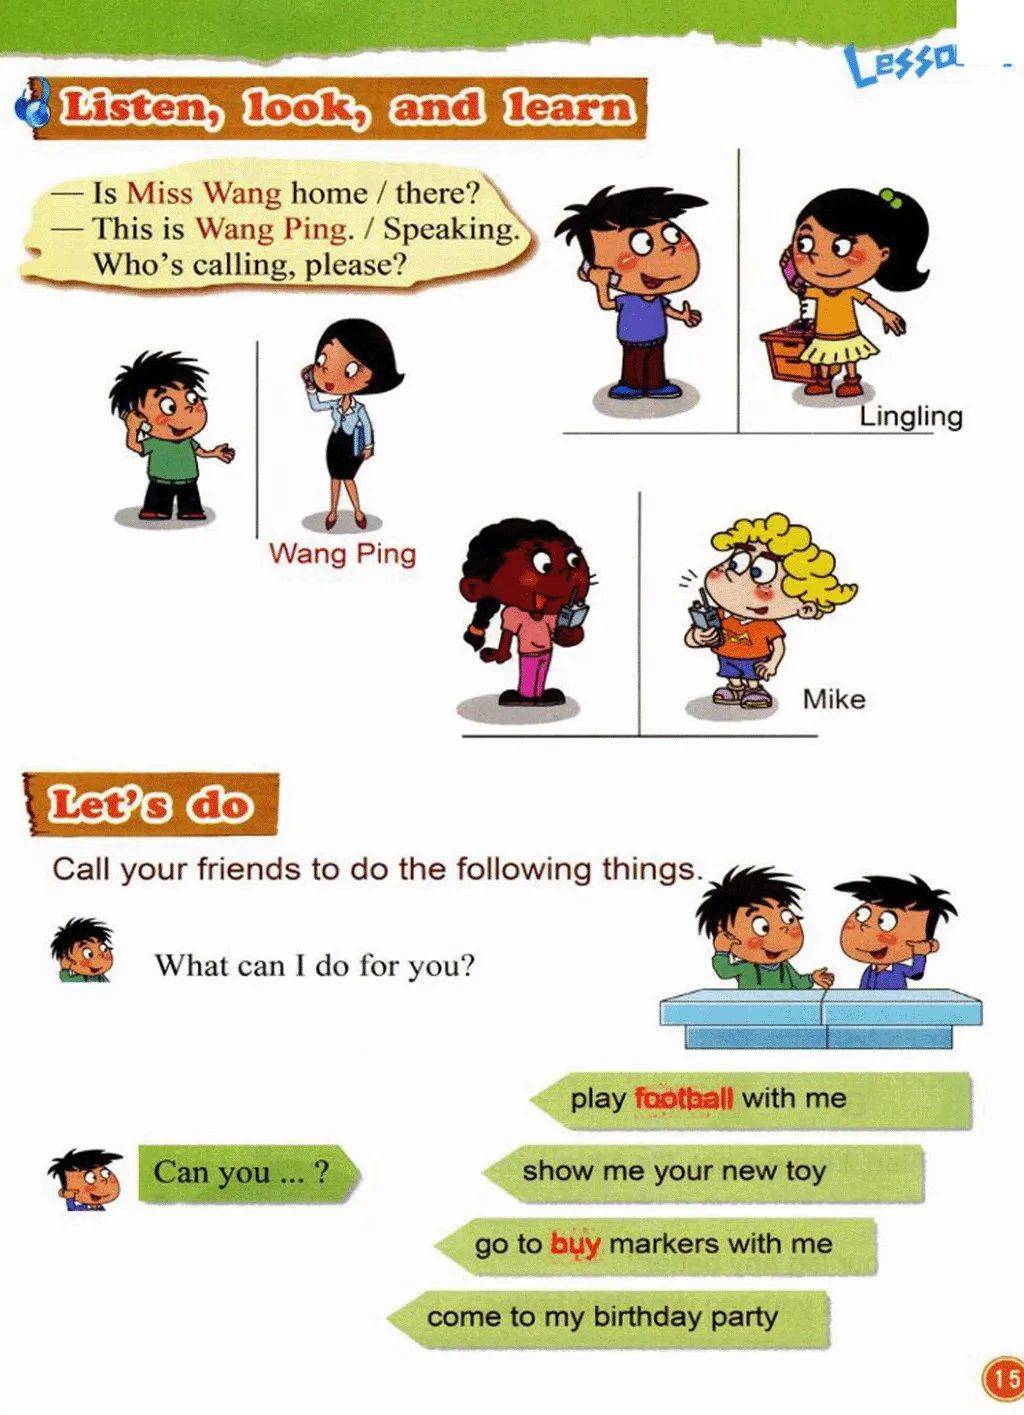 Listen, look, and learn
— Is Miss Wang home / there?
— This is Wang Ping. / Speaking.
Who's calling, please?
Lingling
Wang Ping
Mike
Let's do
Call your friends to do the following things.
What can I do for you?
play football with me
Can you ... ?
show me your new toy
go to buy markers with me
come to my birthday party
15